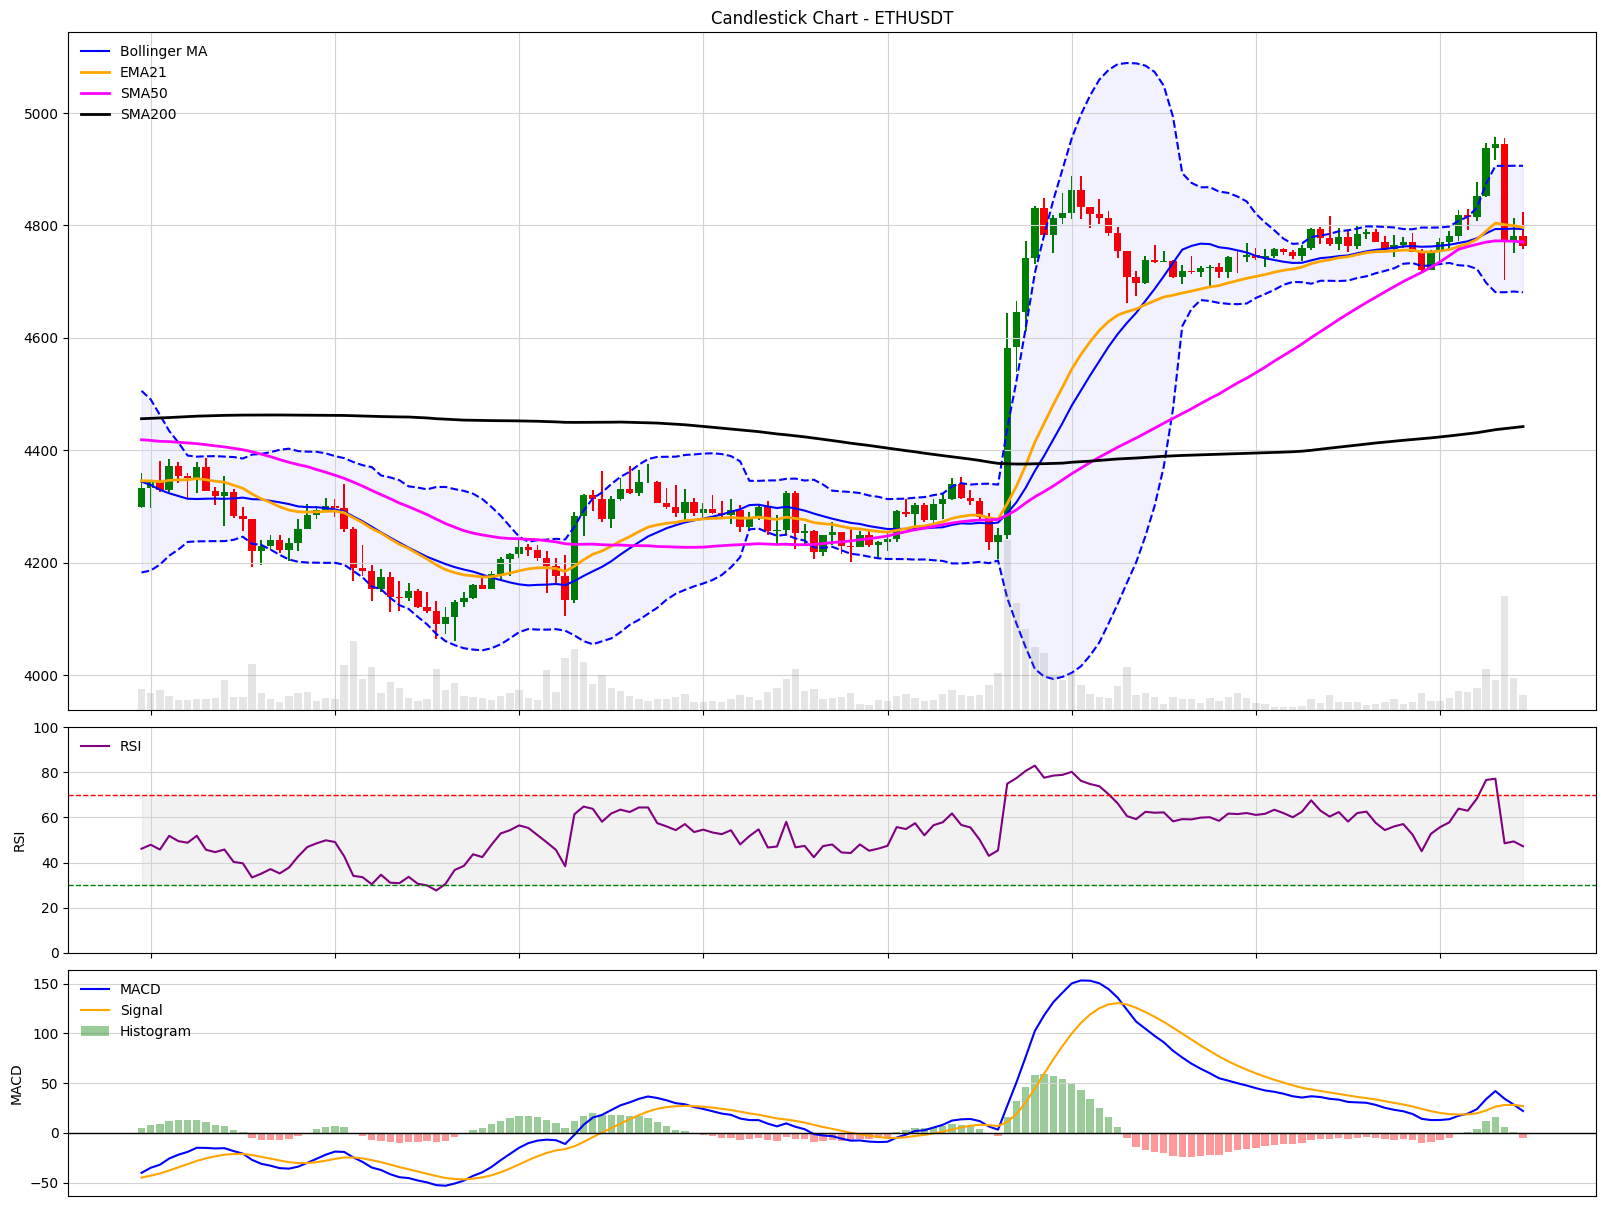 Candlestick Chart - ETHUSDT
Bollinger MA
EMA21
SMA50
SMA200
5000
4800
4600
4400
4200
4000
RSI
100
80
60
40
20
0
RSI
MACD
Signal
Histogram
150
100
50
0
−50
MACD